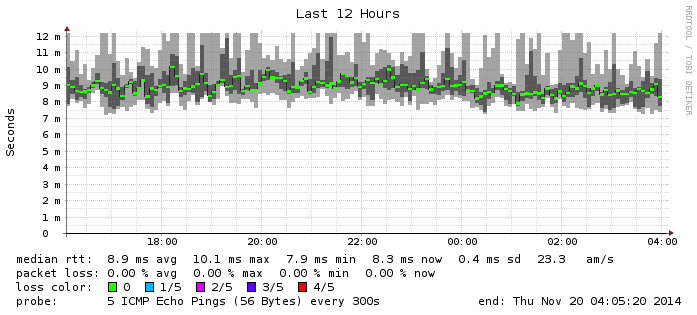 Last 12 Hours
RRDTOOL / TOBI OETIKER
Seconds
12 m
11 m
10 m
9 m
8 m
7 m
6 m
5 m
4 m
3 m
2 m
1 m
0
18:00 20:00 22:00 00:00 02:00 04:00
median rtt: 8.9 ms avg 10.1 ms max 7.9 ms min 8.3 ms now 0.4 ms sd 23.3 am/s
packet loss: 0.00 % avg 0.00 % max 0.00 % min 0.00 % now
loss color: 0 1/5 2/5 3/5 4/5
probe: 5 ICMP Echo Pings (56 Bytes) every 300s end: Thu Nov 20 04:05:20 2014